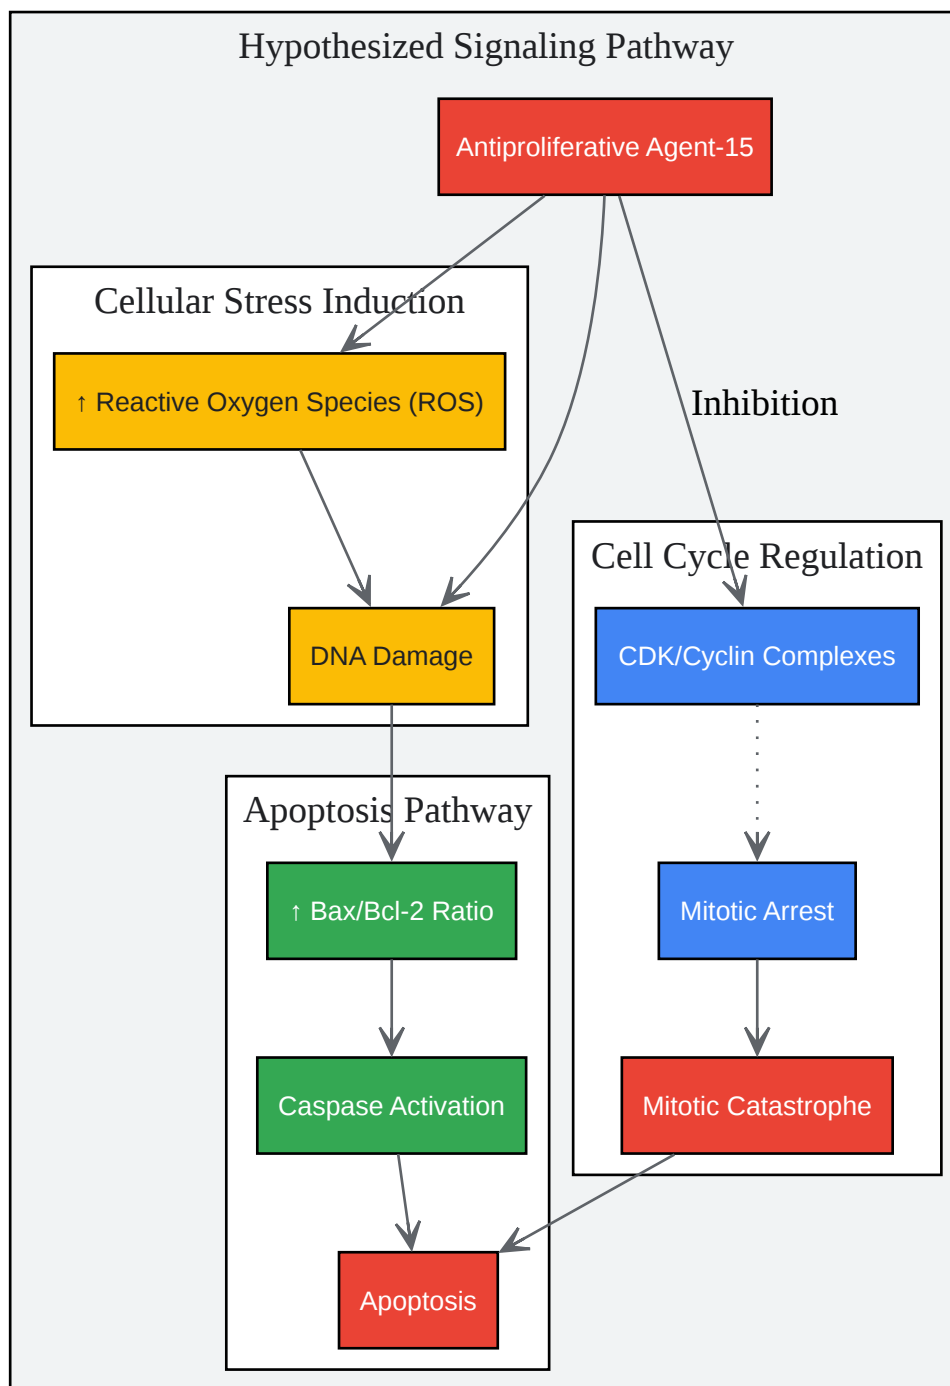 Hypothesized Signaling Pathway
Antiproliferative Agent-15
Cellular Stress Induction
↑ Reactive Oxygen Species (ROS)
Inhibition
Cell Cycle Regulation
DNA Damage
CDK/Cyclin Complexes
Apoptosis Pathway
↑ Bax/Bcl-2 Ratio
Mitotic Arrest
Caspase Activation
Mitotic Catastrophe
Apoptosis